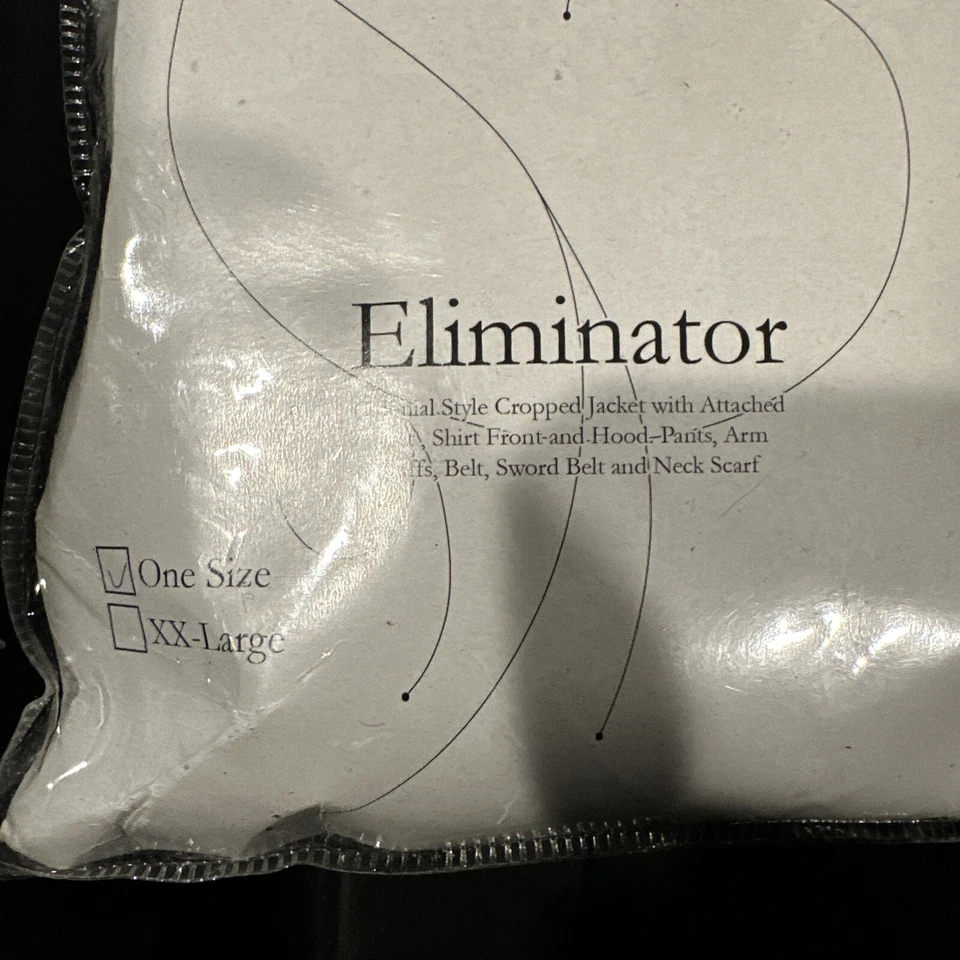 Eliminator
Style Cropped Jacket with Attached
Shirt Front and Hood, Pants, Arm
Belt, Sword Belt and Neck Scarf
One Size
XX-Large